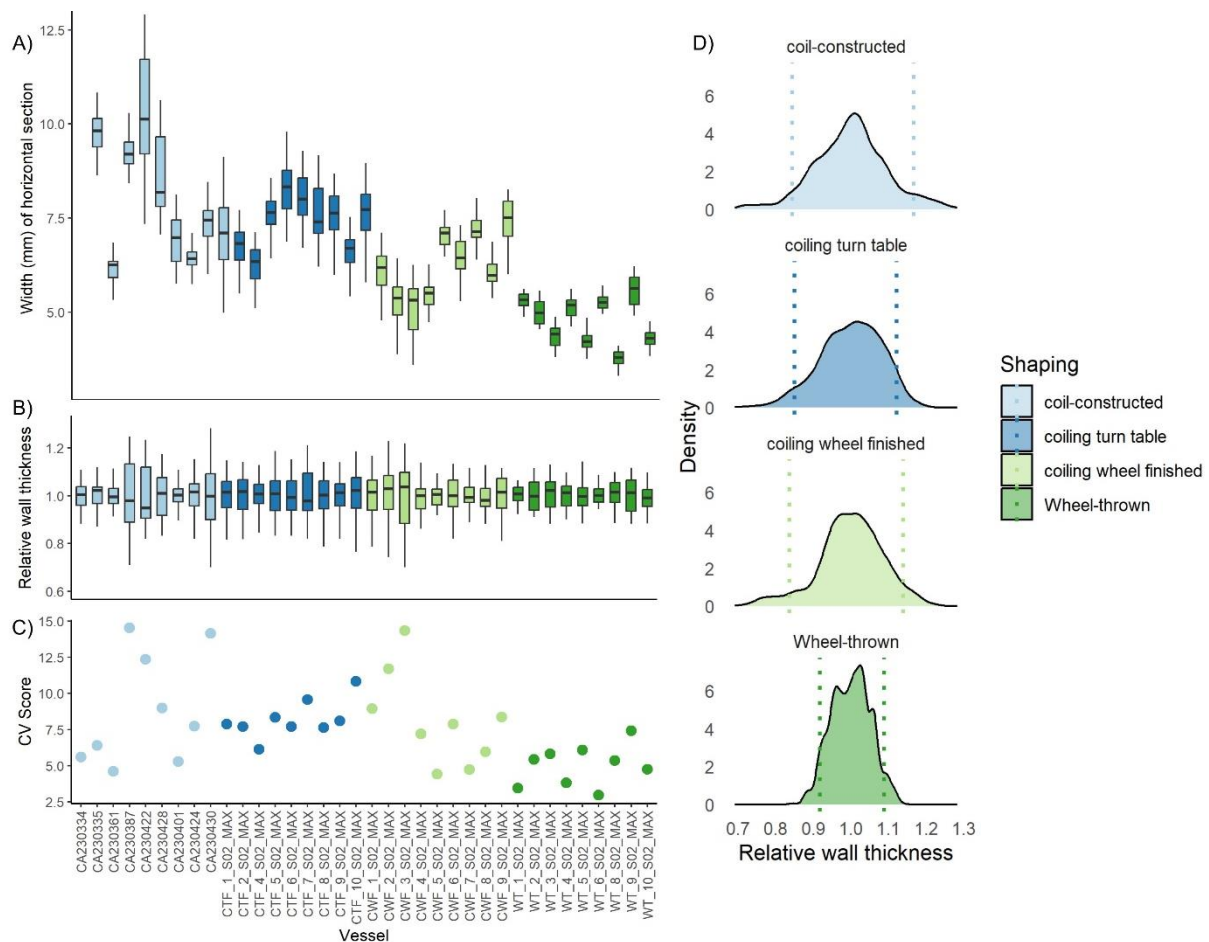 A)
Width (mm) of horizontal section
12.5
10.0
7.5
5.0
B)
Relative wall thickness
1.2
1.0
0.8
0.6
C)
CV Score
15.0
12.5
10.0
7.5
5.0
2.5
CA230334
CA230335
CA230361
CA230387
CA230422
CA230428
CA230401
CA230424
CA230430
CTF_1_S02_MAX
CTF_2_S02_MAX
CTF_4_S02_MAX
CTF_5_S02_MAX
CTF_6_S02_MAX
CTF_7_S02_MAX
CTF_8_S02_MAX
CTF_9_S02_MAX
CTF_10_S02_MAX
CWF_1_S02_MAX
CWF_2_S02_MAX
CWF_3_S02_MAX
CWF_4_S02_MAX
CWF_5_S02_MAX
CWF_6_S02_MAX
CWF_7_S02_MAX
CWF_8_S02_MAX
CWF_9_S02_MAX
WT_1_S02_MAX
WT_2_S02_MAX
WT_3_S02_MAX
WT_4_S02_MAX
WT_5_S02_MAX
WT_6_S02_MAX
WT_8_S02_MAX
WT_9_S02_MAX
WT_10_S02_MAX
Vessel
D)
Density
coil-constructed
6
4
2
0
coiling turn table
6
4
2
0
coiling wheel finished
6
4
2
0
Wheel-thrown
6
4
2
0
0.7 0.8 0.9 1.0 1.1 1.2 1.3
Relative wall thickness
Shaping
coil-constructed
coiling turn table
coiling wheel finished
Wheel-thrown